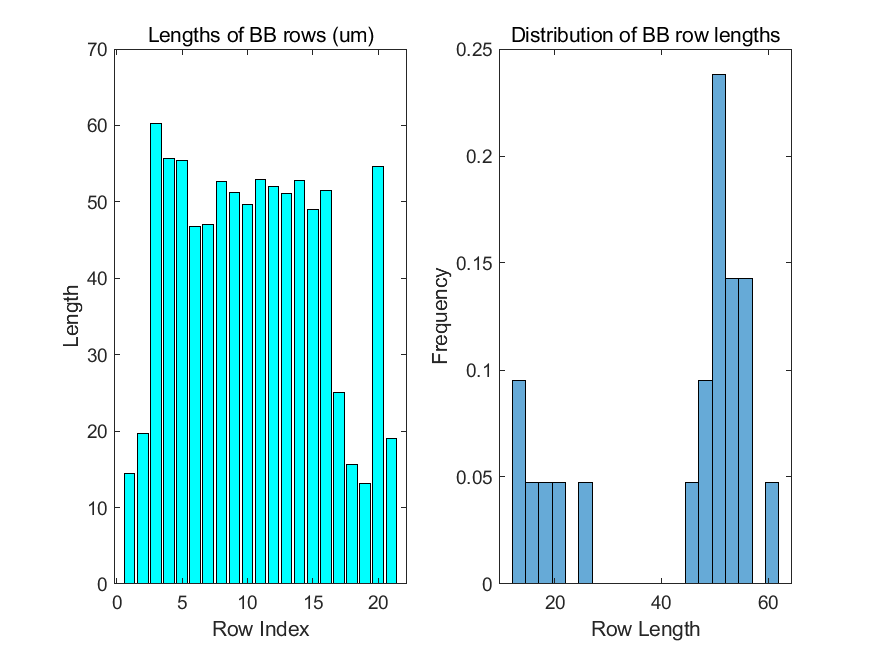 Lengths of BB rows (um)
70
60
50
40
30
20
10
0
Length
0 5 10 15 20
Row Index
Distribution of BB row lengths
0.25
0.2
0.15
0.1
0.05
0
Frequency
20 40 60
Row Length